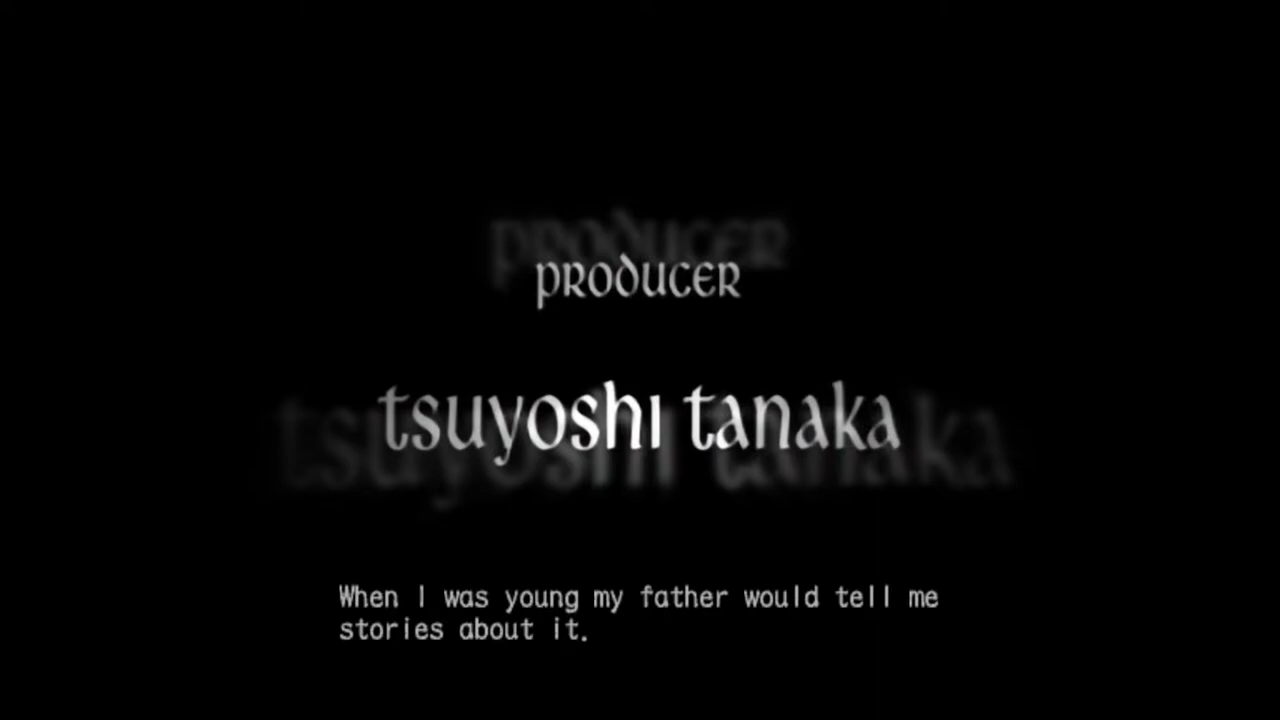 producer
tsuyoshi tanaka
When I was young my father would tell me
stories about it.